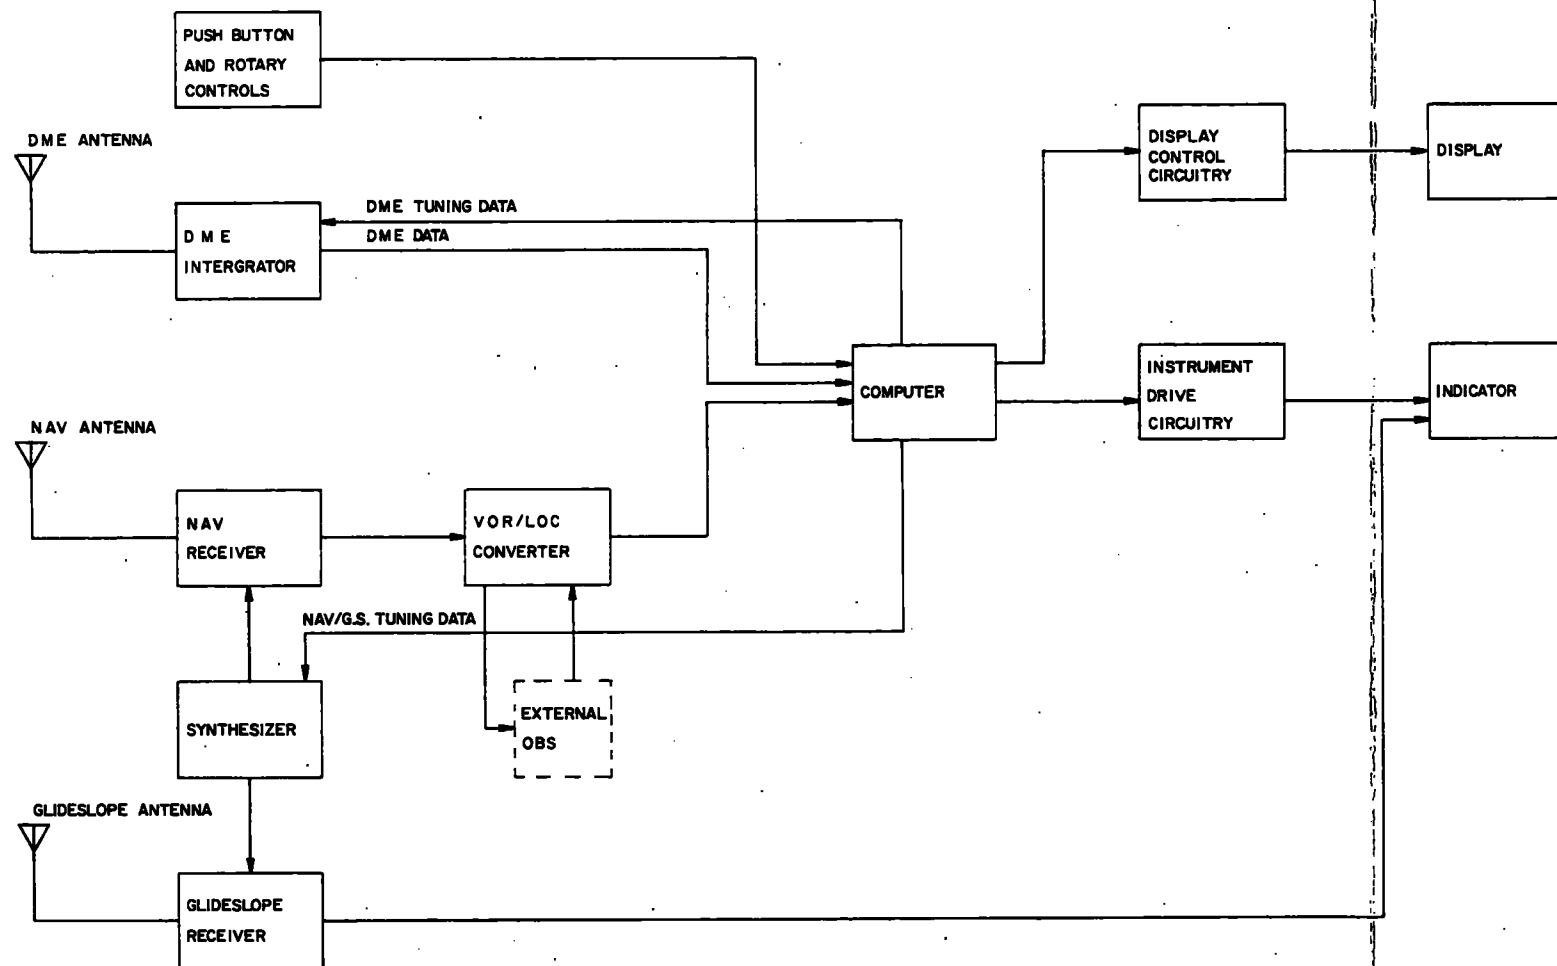 PUSH BUTTON
AND ROTARY
CONTROLS
DME ANTENNA
DME TUNING DATA
DME
INTERGRATOR
DME DATA
DISPLAY
CONTROL
CIRCUITRY
DISPLAY
COMPUTER
INSTRUMENT
DRIVE
CIRCUITRY
INDICATOR
NAV ANTENNA
NAV
RECEIVER
VOR/LOC
CONVERTER
NAV/G.S. TUNING DATA
SYNTHESIZER
EXTERNAL
OBS
GLIDESLOPE ANTENNA
GLIDESLOPE
RECEIVER